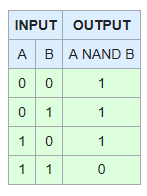 INPUT OUTPUT
A B A NAND B
0 0 1
0 1 1
1 0 1
1 1 0